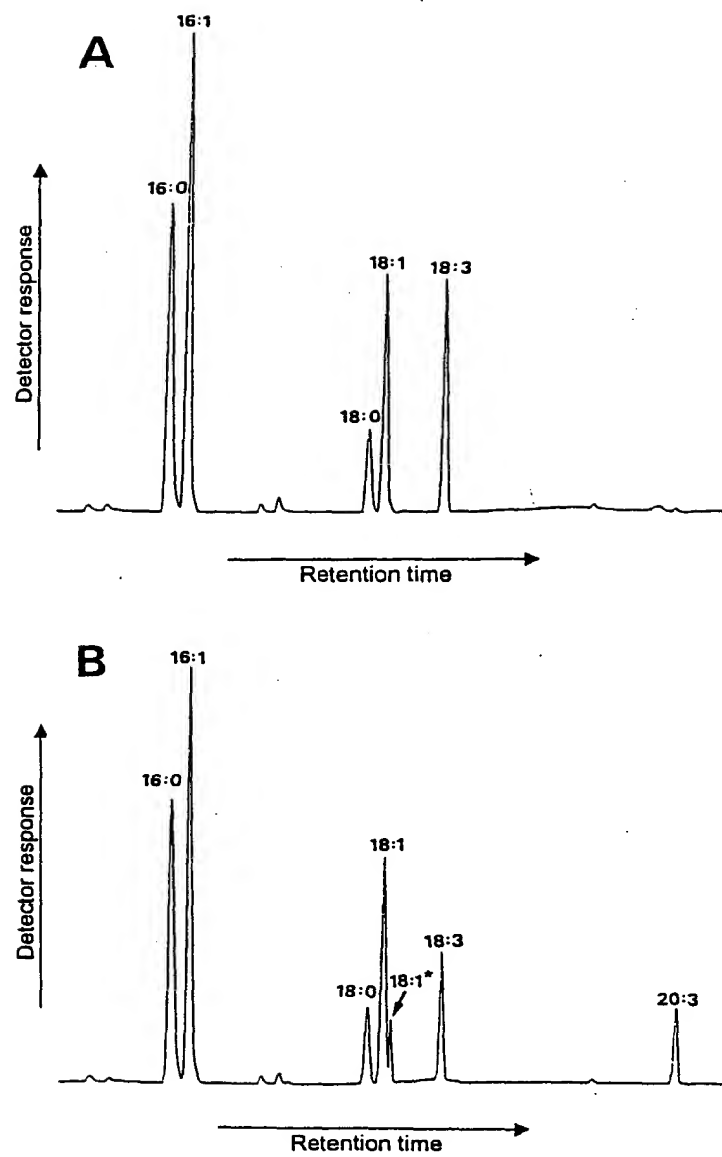 A
16:1
16:0
18:1
18:3
18:0
Detector response
Retention time
B
16:1
16:0
18:1
18:3
18:0
18:1*
20:3
Detector response
Retention time